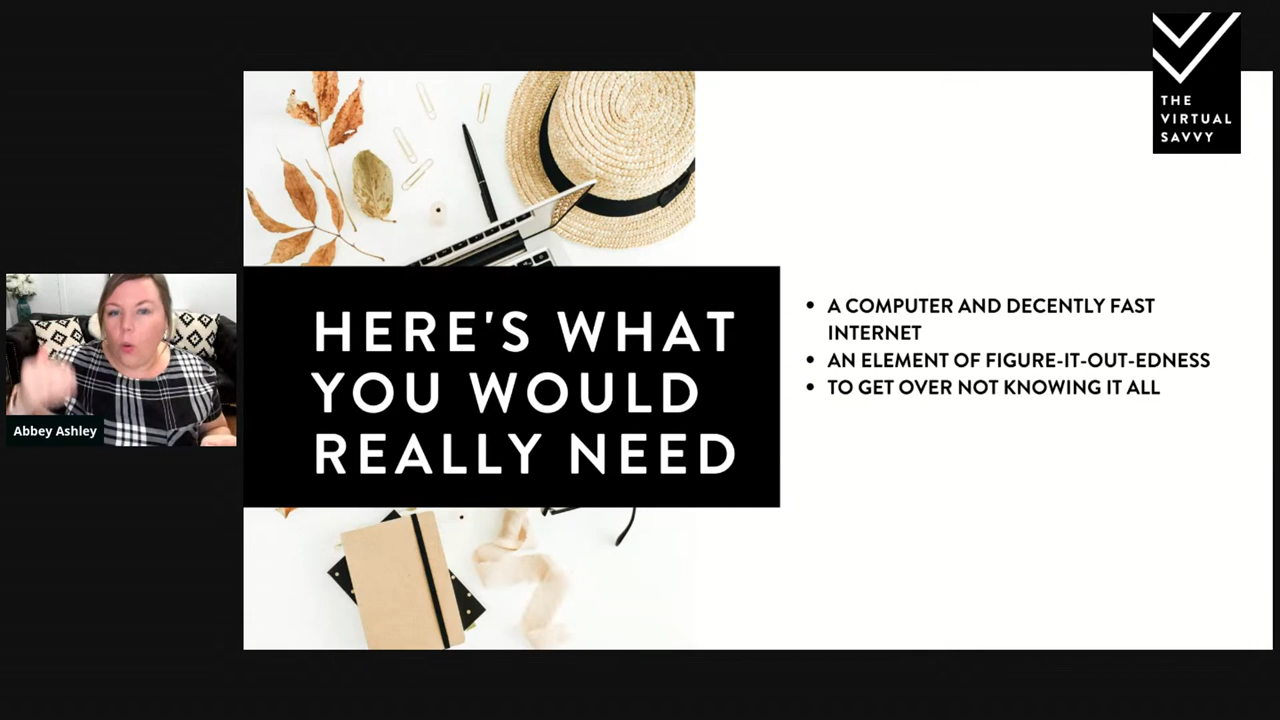 THE
VIRTUAL
SAVVY
HERE'S WHAT
YOU WOULD
REALLY NEED
• A COMPUTER AND DECENTLY FAST
INTERNET
• AN ELEMENT OF FIGURE-IT-OUT-EDNESS
• TO GET OVER NOT KNOWING IT ALL
Abbey Ashley